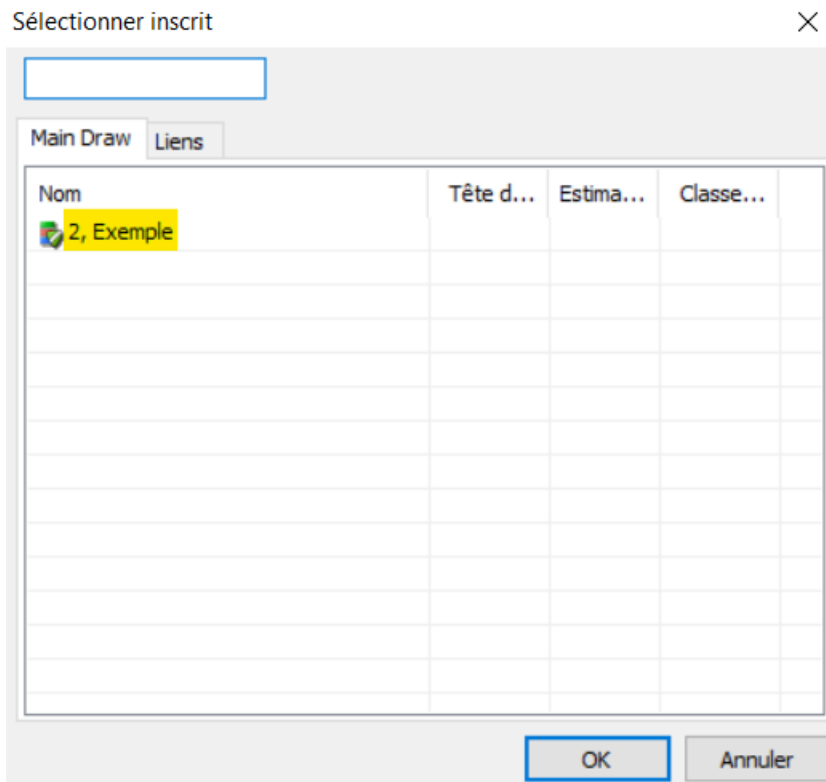 Sélectionner inscrit
Main Draw Liens
Nom Tête d... Estima... Classe...
2, Exemple
OK Annuler